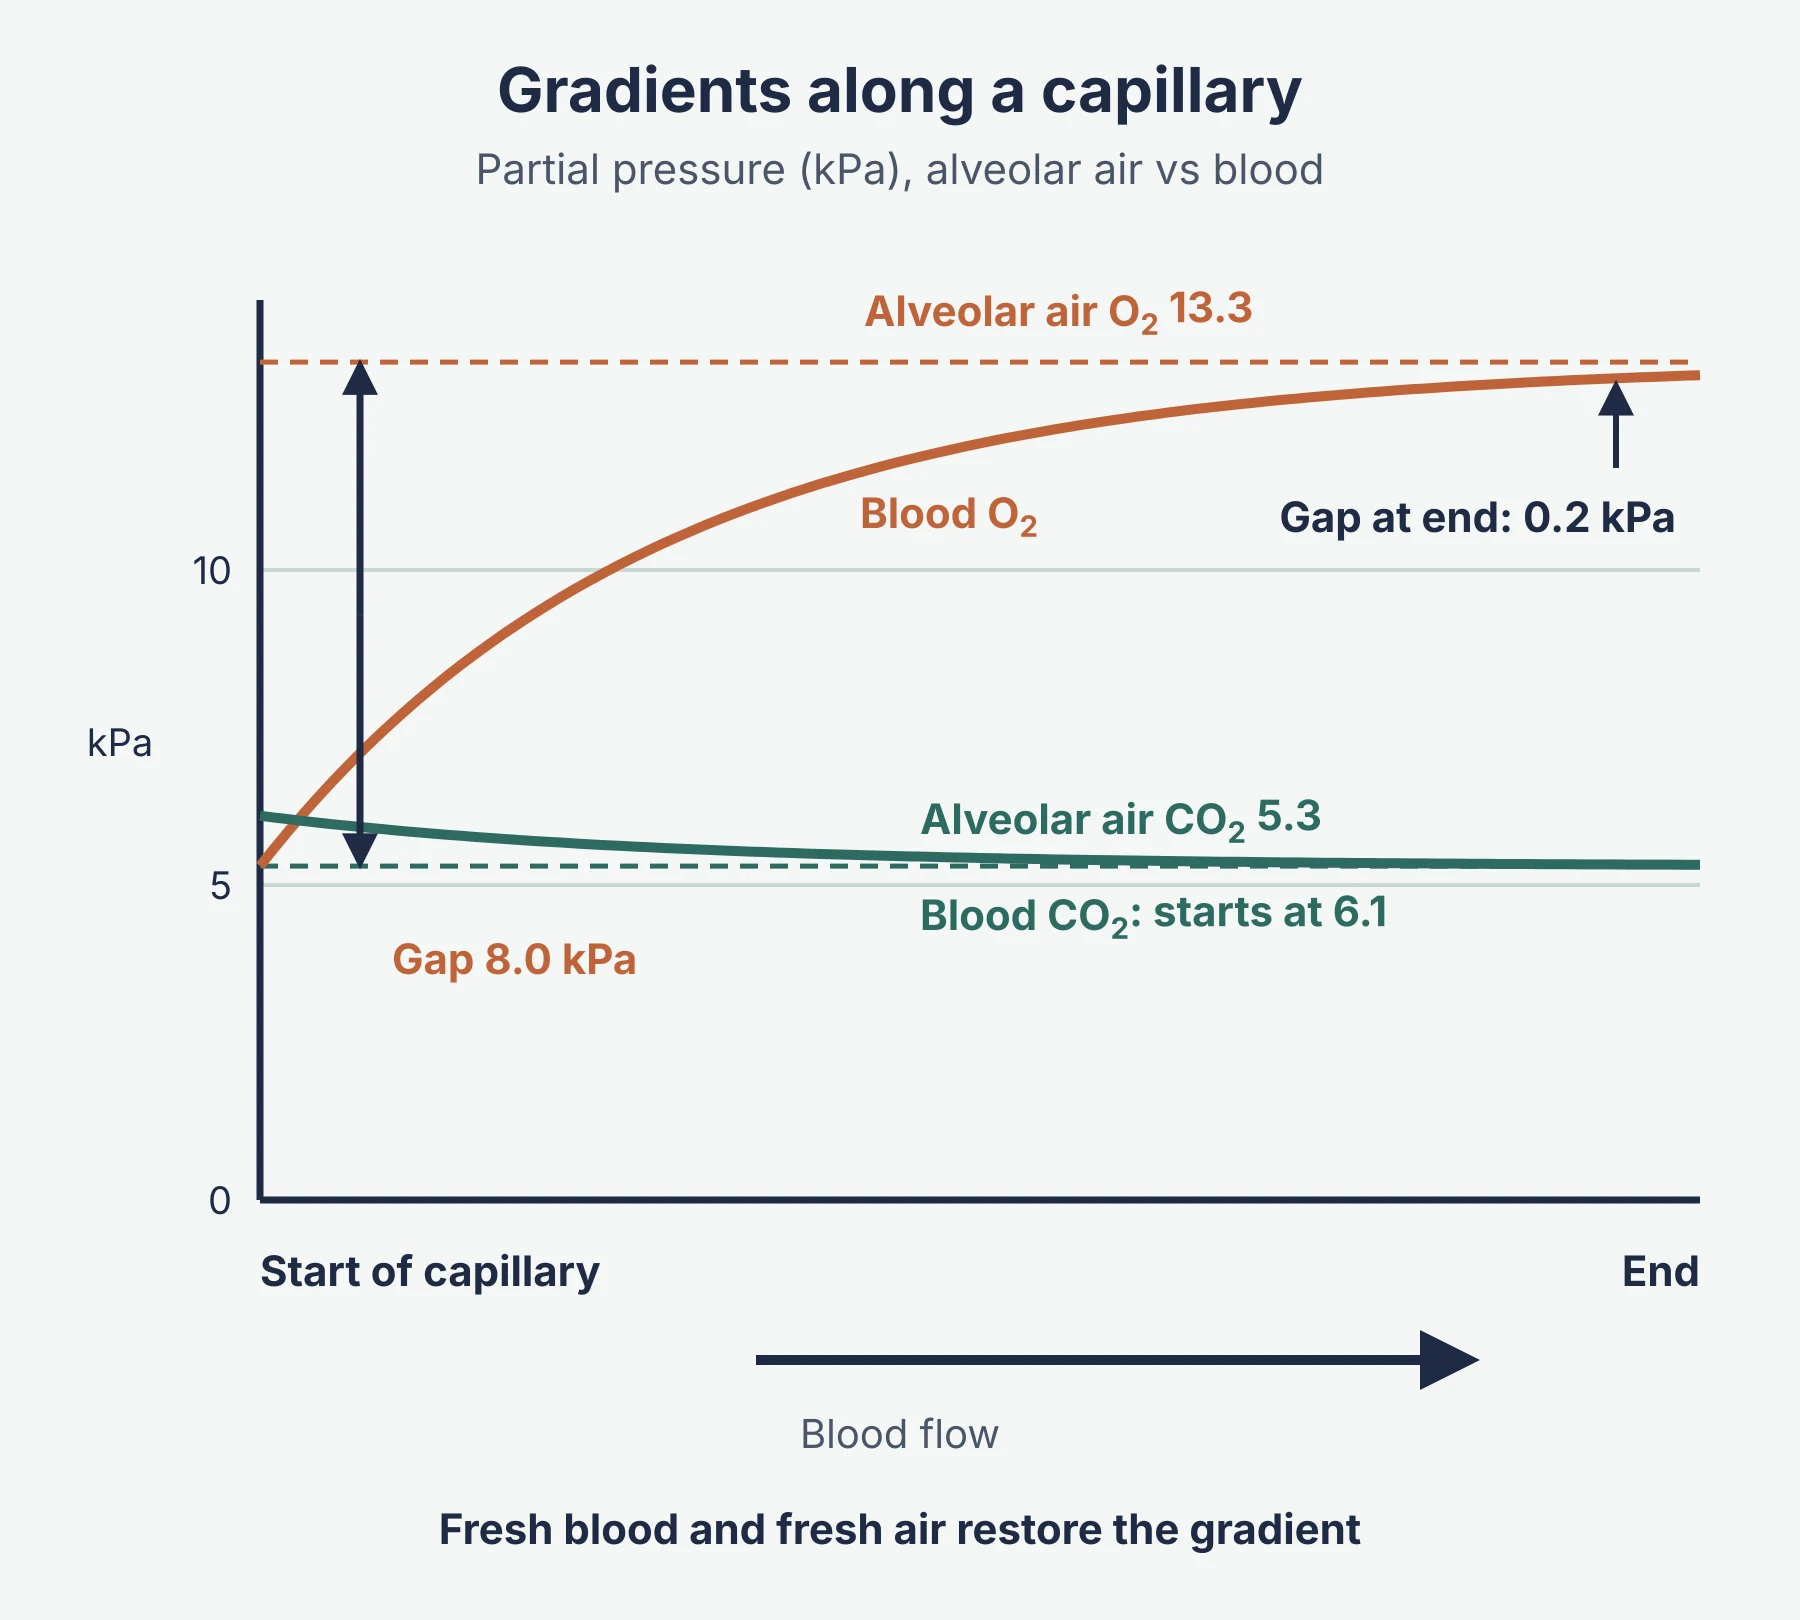 Gradients along a capillary
Partial pressure (kPa), alveolar air vs blood
Alveolar air O₂ 13.3
Blood O₂
Gap at end: 0.2 kPa
10
kPa
Alveolar air CO₂ 5.3
5
Blood CO₂: starts at 6.1
Gap 8.0 kPa
0
Start of capillary
End
Blood flow
Fresh blood and fresh air restore the gradient